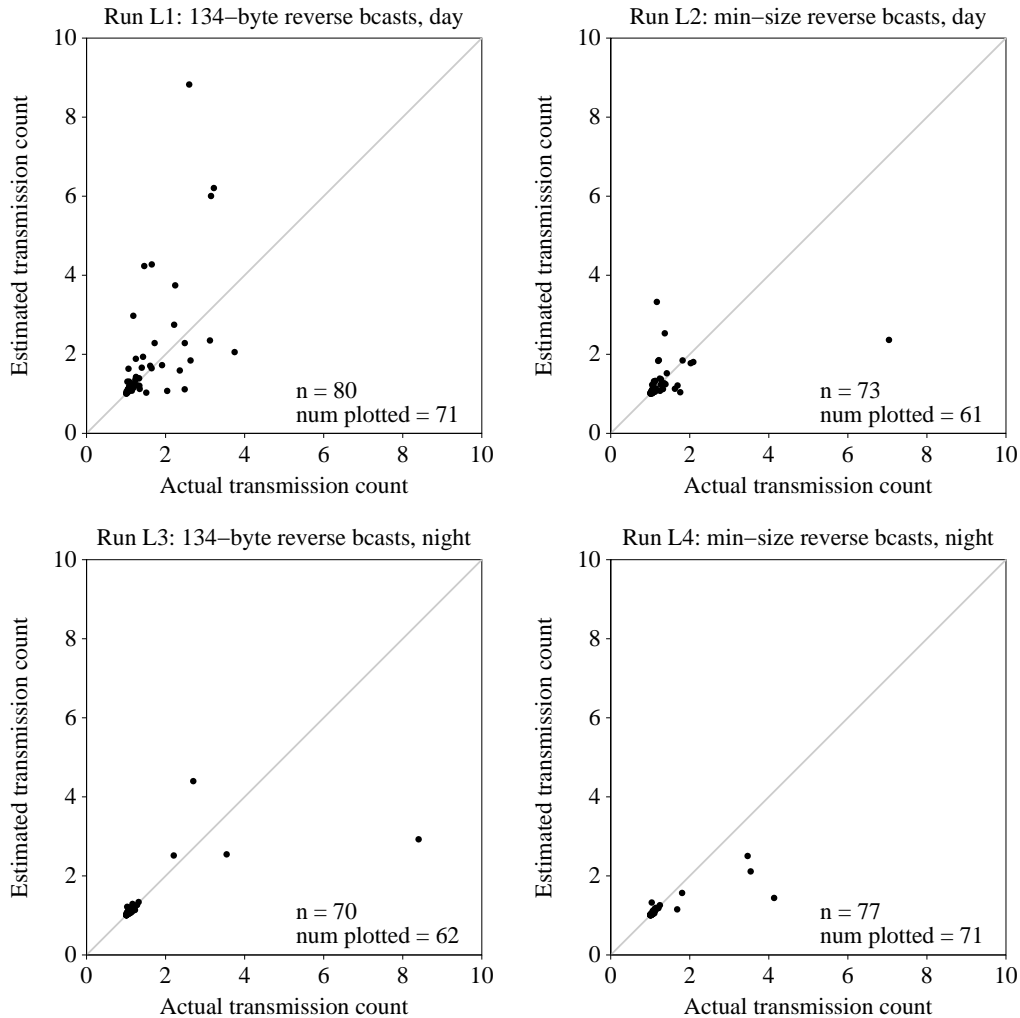 Run L1: 134−byte reverse bcasts, day
10
8
6
4
2
0
Estimated transmission count
n = 80
num plotted = 71
0 2 4 6 8 10
Actual transmission count
Run L2: min−size reverse bcasts, day
10
8
6
4
2
0
Estimated transmission count
n = 73
num plotted = 61
0 2 4 6 8 10
Actual transmission count
Run L3: 134−byte reverse bcasts, night
10
8
6
4
2
0
Estimated transmission count
n = 70
num plotted = 62
0 2 4 6 8 10
Actual transmission count
Run L4: min−size reverse bcasts, night
10
8
6
4
2
0
Estimated transmission count
n = 77
num plotted = 71
0 2 4 6 8 10
Actual transmission count